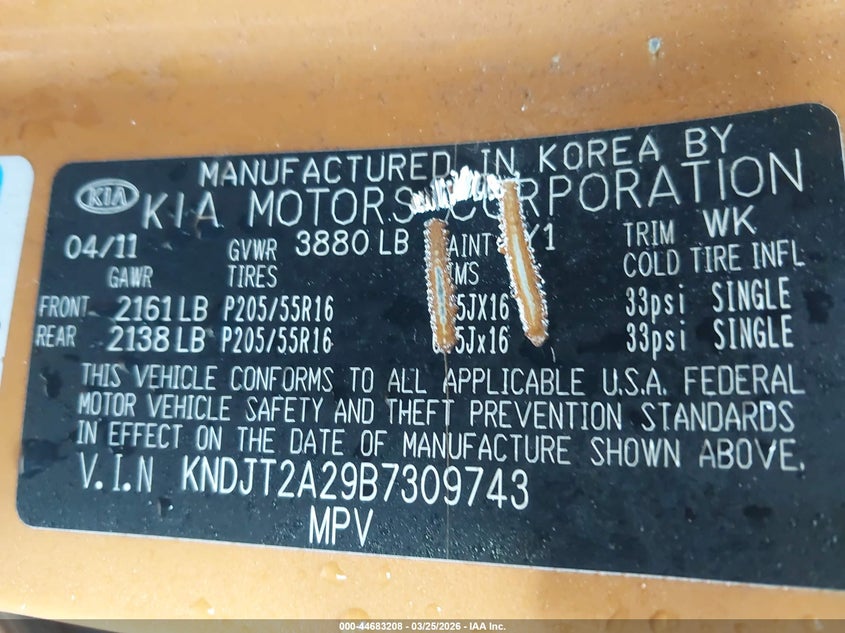 MANUFACTURED IN KOREA BY
KIA KIA MOTORS CORPORATION
04/11 GVWR 3880 LB TRIM WK
GAWR TIRES COLD TIRE INFL
FRONT 2161 LB P205/55R16 5JX16 33psi SINGLE
REAR 2138 LB P205/55R16 5Jx16 33psi SINGLE
THIS VEHICLE CONFORMS TO ALL APPLICABLE U.S.A. FEDERAL
MOTOR VEHICLE SAFETY AND THEFT PREVENTION STANDARDS
IN EFFECT ON THE DATE OF MANUFACTURE SHOWN ABOVE.
V.I.N KNDJT2A29B7309743
MPV
000-44683208 - 03/25/2026 - IAA Inc.